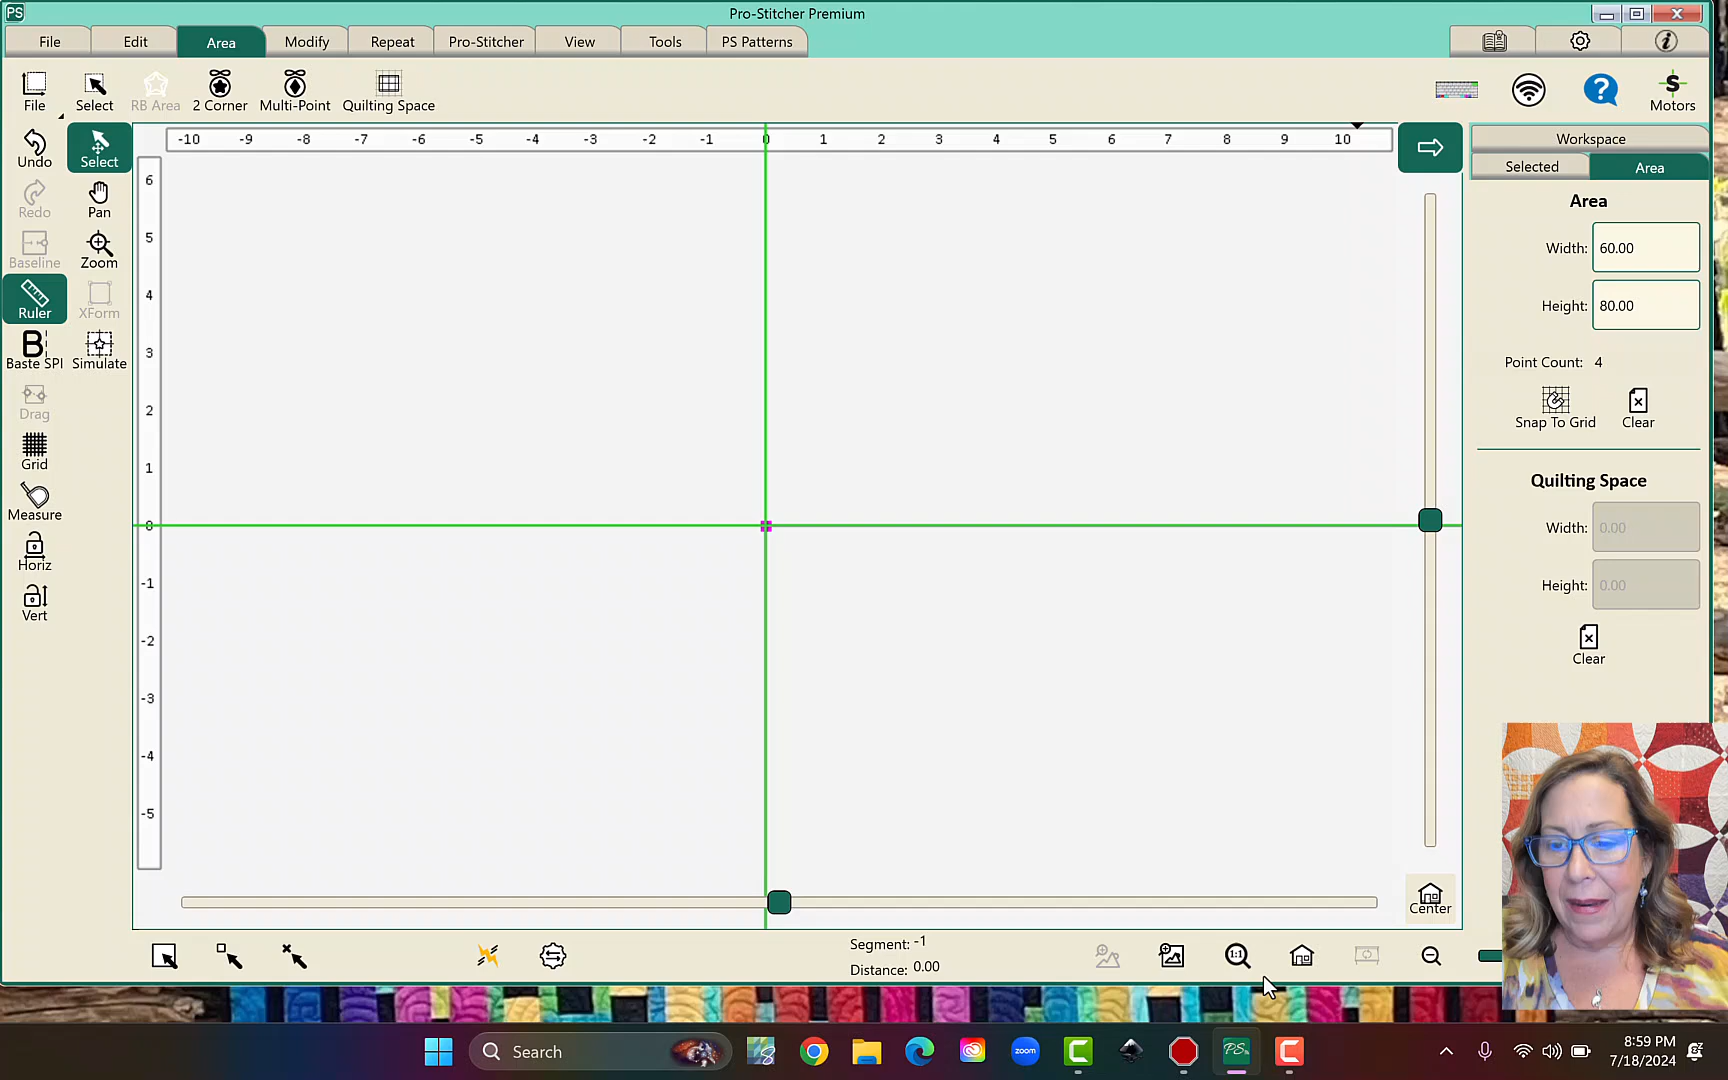 PS Pro-Stitcher Premium
File Edit Area Modify Repeat Pro-Stitcher View Tools PS Patterns
File Select RB Area 2 Corner Multi-Point Quilting Space
S
Motors
Undo Select
Redo Pan
Baseline Zoom
Ruler XForm
B
Baste SPI Simulate
Drag
Grid
Measure
Horiz
Vert
-10 -9 -8 -7 -6 -5 -4 -3 -2 -1 0 1 2 3 4 5 6 7 8 9 10
6
5
4
3
2
1
0
-1
-2
-3
-4
-5
Center
Workspace
Selected Area
Area
Width: 60.00
Height: 80.00
Point Count: 4
Snap To Grid Clear
Quilting Space
Width: 0.00
Height: 0.00
Clear
Segment: -1
Distance: 0.00
1:1
Search
zoom
PS
8:59 PM
7/18/2024